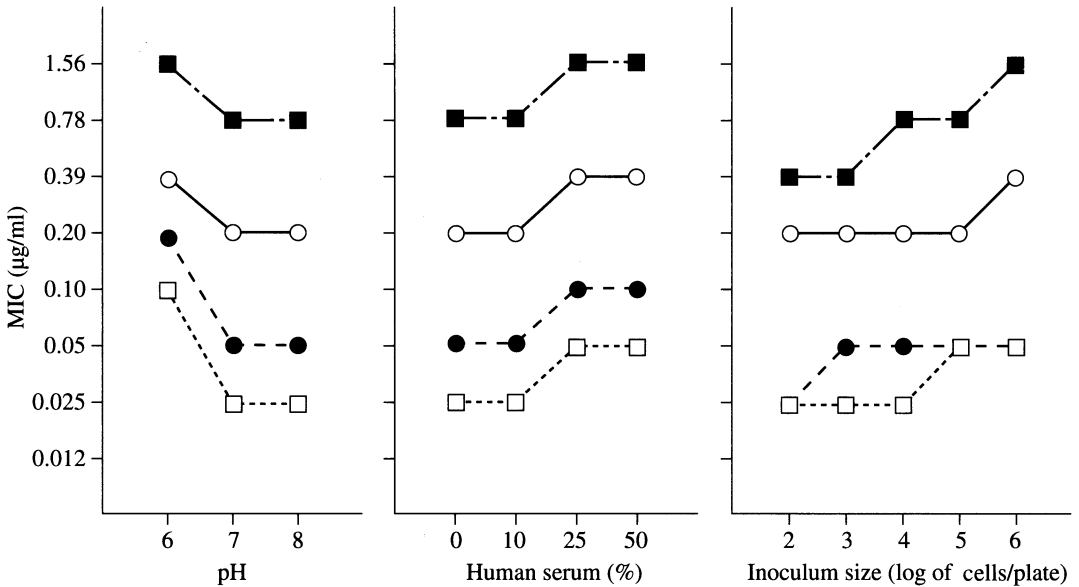 MIC (µg/ml)
1.56
0.78
0.39
0.20
0.10
0.05
0.025
0.012
6 7 8
pH
0 10 25 50
Human serum (%)
2 3 4 5 6
Inoculum size (log of cells/plate)